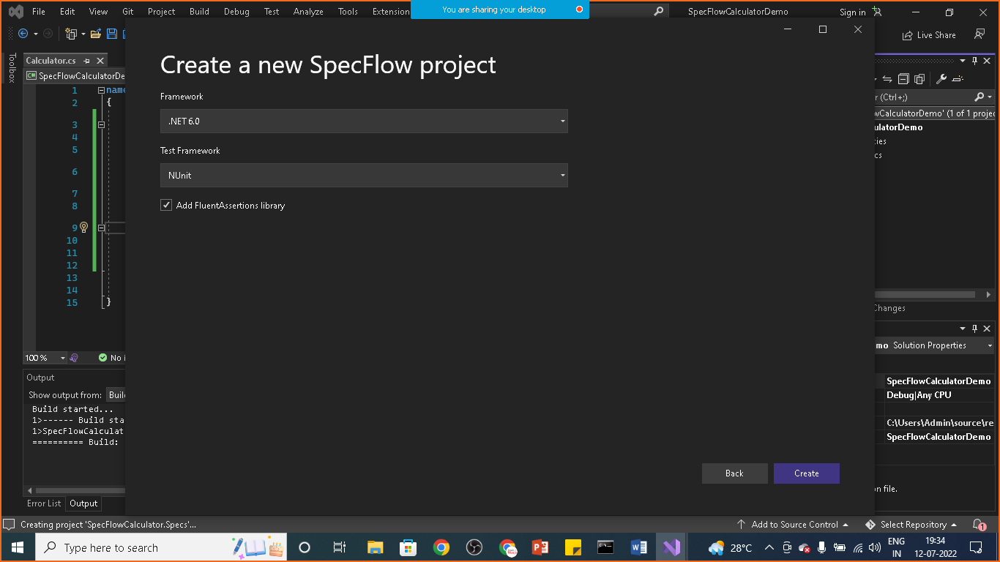 File Edit View Git Project Build Debug Test Analyze Tools Extension
You are sharing your desktop
SpecFlowCalculatorDemo
Sign in
Live Share
Toolbox
Calculator.cs
SpecFlowCalculatorDe
1 name
2 {
3
4
5
6
7
8
9
10
11
12
13
14
15 }
100 %
No i
Create a new SpecFlow project
Framework
.NET 6.0
Test Framework
NUnit
Add FluentAssertions library
Back
Create
r (Ctrl+;)
wCalculatorDemo' (1 of 1 projec
ulatorDemo
ies
cs
Changes
mo Solution Properties
SpecFlowCalculatorDemo
Debug|Any CPU
C:\Users\Admin\source\re
SpecFlowCalculatorDemo
on file.
Output
Show output from: Build
Build started...
1>------ Build sta
1>SpecFlowCalculat
========== Build:
Error List Output
Creating project 'SpecFlowCalculator.Specs'...
Add to Source Control
Select Repository
1
Type here to search
28°C
ENG
IN
19:34
12-07-2022